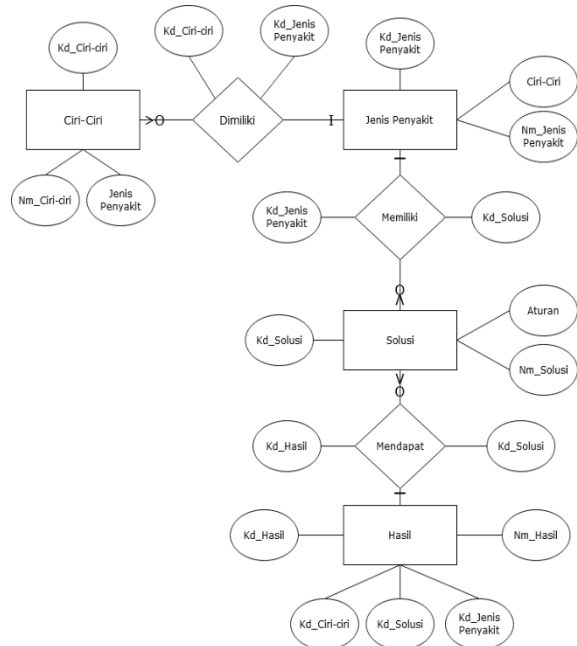 Kd_Ciri-ciri
Kd_Ciri-ciri
Kd_Jenis
Penyakit
Kd_Jenis
Penyakit
Ciri-Ciri
Dimiliki
Jenis Penyakit
Ciri-Ciri
Nm_Jenis
Penyakit
Nm_Ciri-ciri
Jenis
Penyakit
Kd_Jenis
Penyakit
Memiliki
Kd_Solusi
Kd_Solusi
Solusi
Aturan
Nm_Solusi
Kd_Hasil
Mendapat
Kd_Solusi
Kd_Hasil
Hasil
Nm_Hasil
Kd_Ciri-ciri
Kd_Solusi
Kd_Jenis
Penyakit